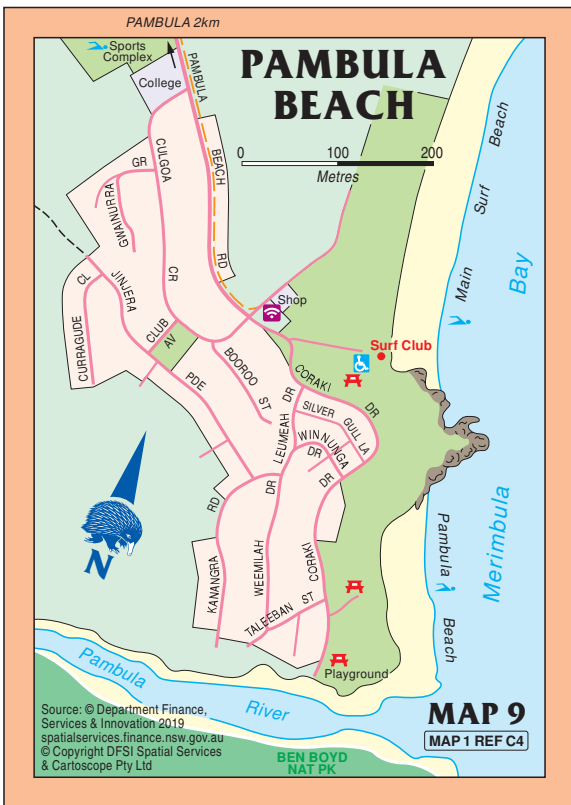 PAMBULA 2km
Sports
Complex
College
PAMBULA
BEACH
0 100 200
Metres
PAMBULA
BEACH
RD
CULGOA
CR
GR
GWAINURRA
CL
CURRAGUDE
JINJERA
CLUB
AV
PDE
BOOROO
ST
Shop
Surf Club
CORAKI
DR
SILVER
GULL LA
LEUMEAH
DR
WINNUNGA
DR
DR
CORAKI
DR
RD
KANANGRA
WEEMILAH
TALEEBAN ST
Playground
Main Surf Beach
Merimbula Bay
Pambula Beach
Pambula River
N
Source: © Department Finance,
Services & Innovation 2019
spatialservices.finance.nsw.gov.au
© Copyright DFSI Spatial Services
& Cartoscope Pty Ltd
BEN BOYD
NAT PK
MAP 9
MAP 1 REF C4